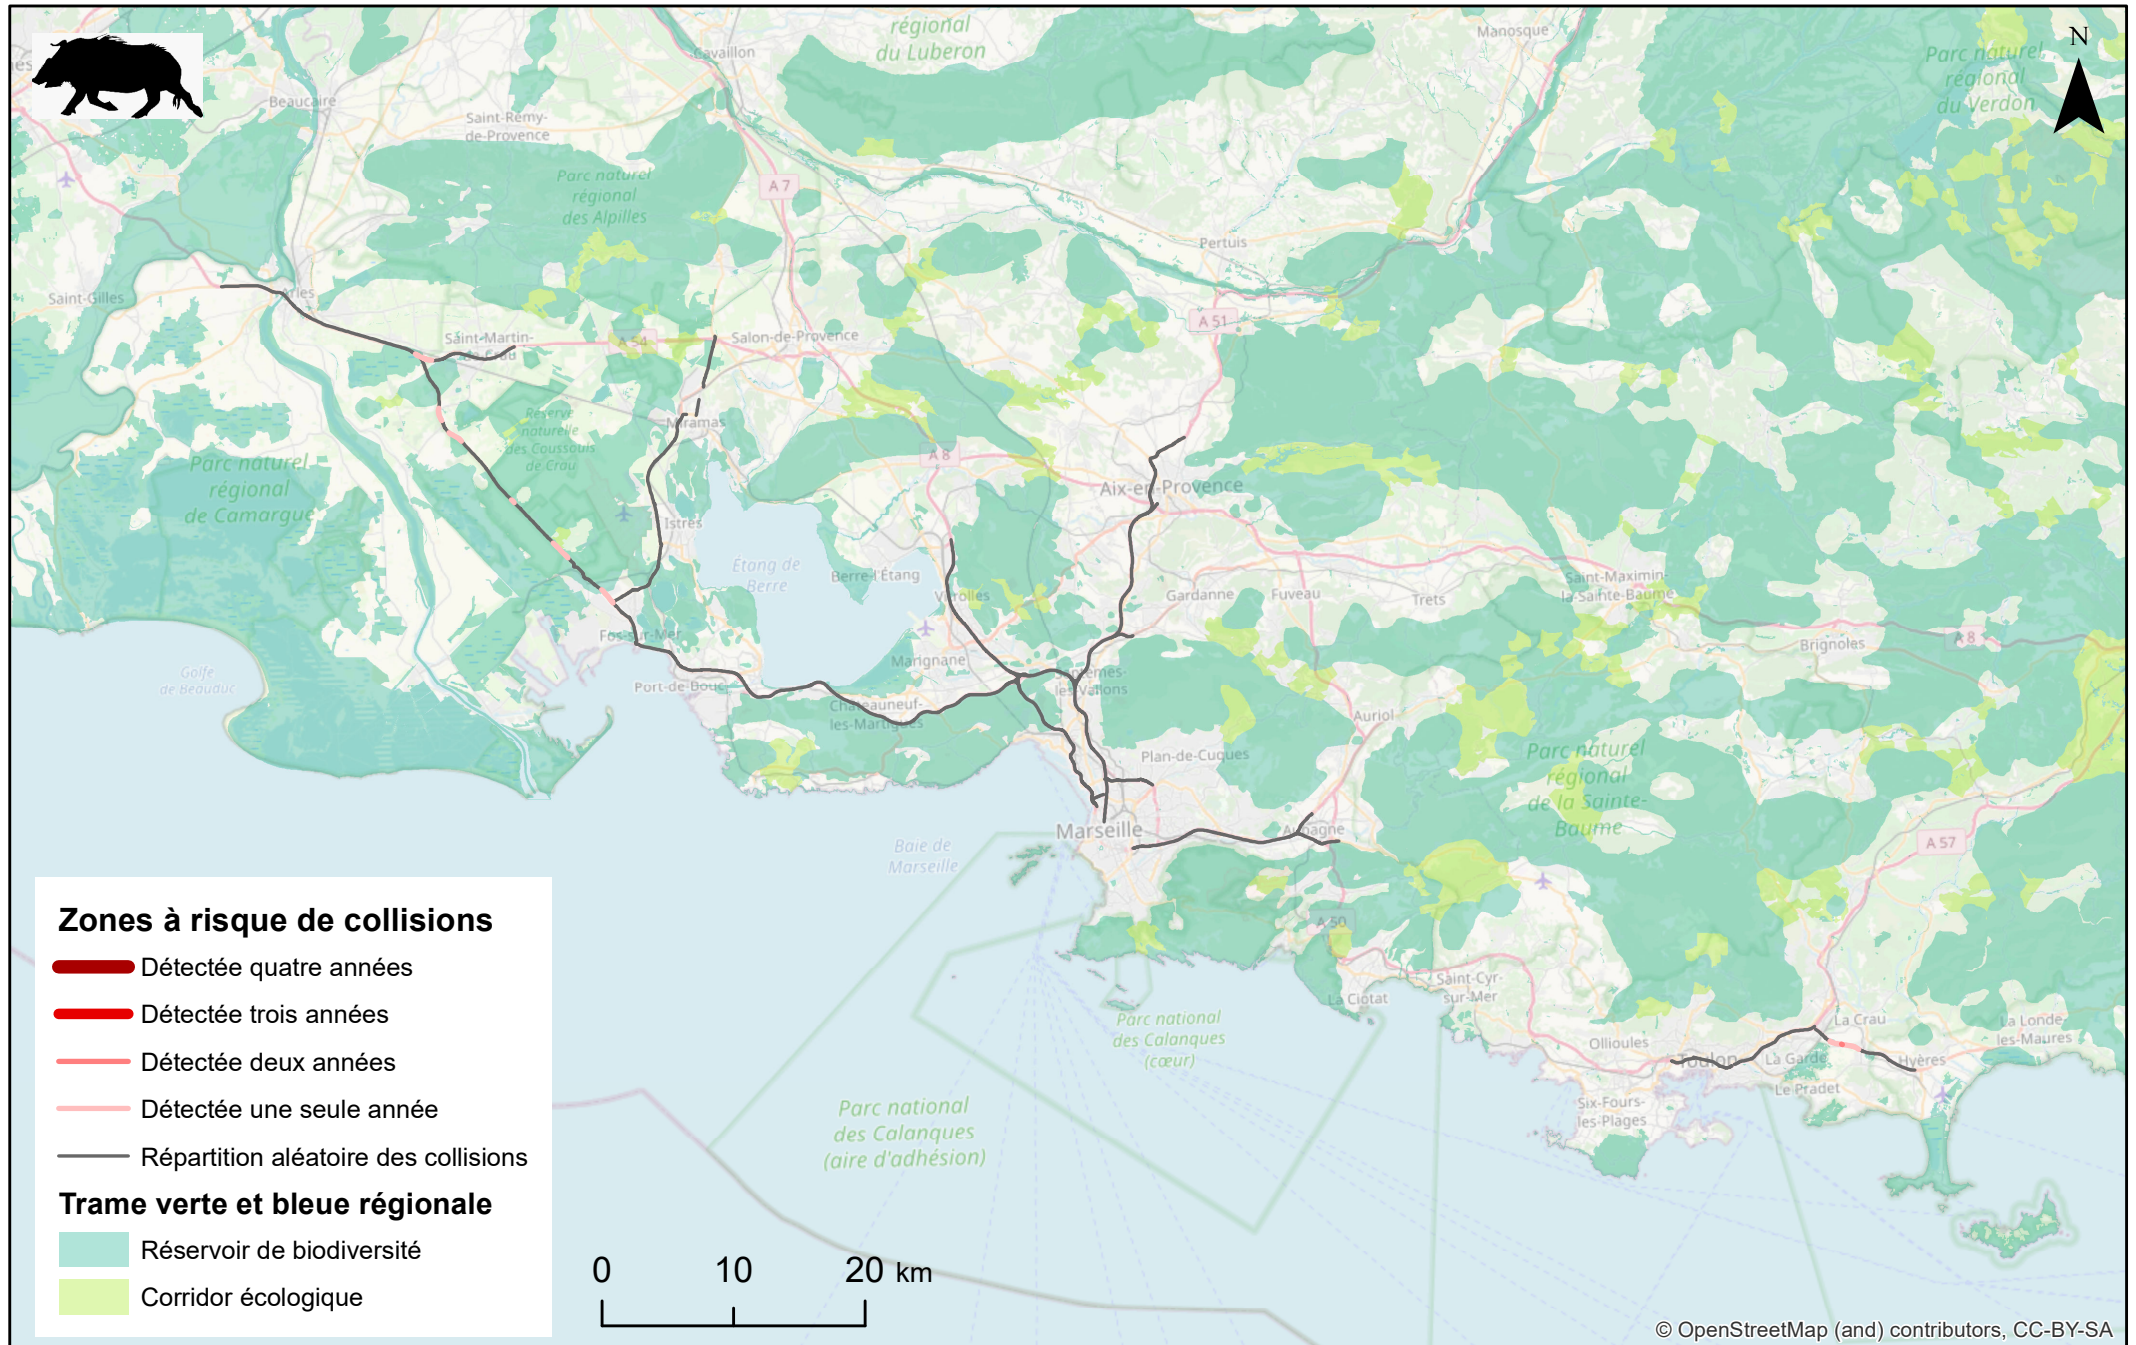 régional
du Luberon
Manosque
Cavaillon
Parc naturel
régional
du Verdon
N
Beaucaire
Saint-Rémy-
de-Provence
A 7
Parc naturel
régional
des Alpilles
Pertuis
Saint-Gilles
Arles
Saint-Martin-
de-Crau
A 54
Salon-de-Provence
A 51
Réserve
naturelle
des Coussouls
de Crau
Miramas
A 8
Parc naturel
régional
de Camargue
Aix-en-Provence
Istres
Étang de
Berre
Berre-l'Étang
Vitrolles
Gardanne
Fuveau
Trets
Saint-Maximin-
la-Sainte-Baume
Fos-sur-Mer
Brignoles
A 8
Golfe
de Beauduc
Marignane
Port-de-Bouc
Septèmes-
les-Vallons
Châteauneuf-
les-Martigues
Auriol
Plan-de-Cuques
Parc naturel
régional
de la Sainte-
Baume
Marseille
Aubagne
Baie de
Marseille
A 57
A 50
Saint-Cyr-
sur-Mer
La Ciotat
Parc national
des Calanques
(cœur)
La Crau
La Londe-
les-Maures
Ollioules
Toulon
La Garde
Hyères
Le Pradet
Six-Fours-
les-Plages
Parc national
des Calanques
(aire d'adhésion)
Zones à risque de collisions
Détectée quatre années
Détectée trois années
Détectée deux années
Détectée une seule année
Répartition aléatoire des collisions
Trame verte et bleue régionale
Réservoir de biodiversité
Corridor écologique
0 10 20 km
© OpenStreetMap (and) contributors, CC-BY-SA